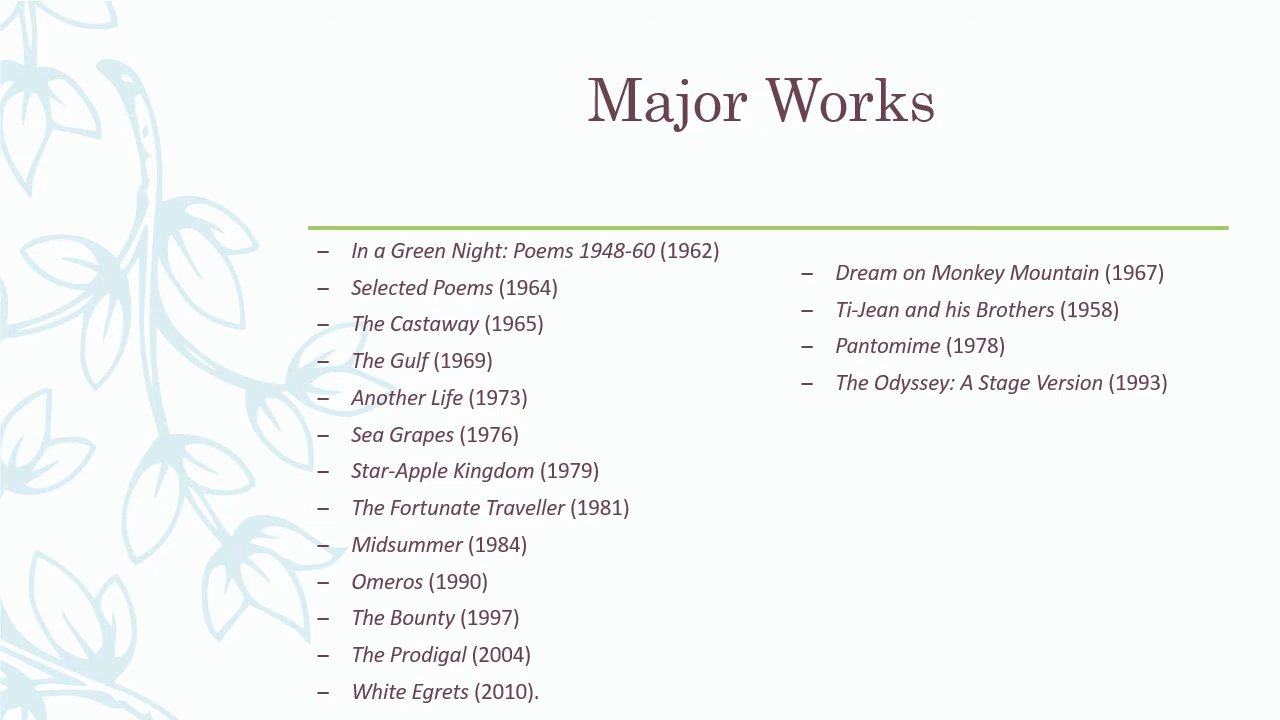 Major Works
– In a Green Night: Poems 1948-60 (1962)
– Selected Poems (1964)
– The Castaway (1965)
– The Gulf (1969)
– Another Life (1973)
– Sea Grapes (1976)
– Star-Apple Kingdom (1979)
– The Fortunate Traveller (1981)
– Midsummer (1984)
– Omeros (1990)
– The Bounty (1997)
– The Prodigal (2004)
– White Egrets (2010).
– Dream on Monkey Mountain (1967)
– Ti-Jean and his Brothers (1958)
– Pantomime (1978)
– The Odyssey: A Stage Version (1993)